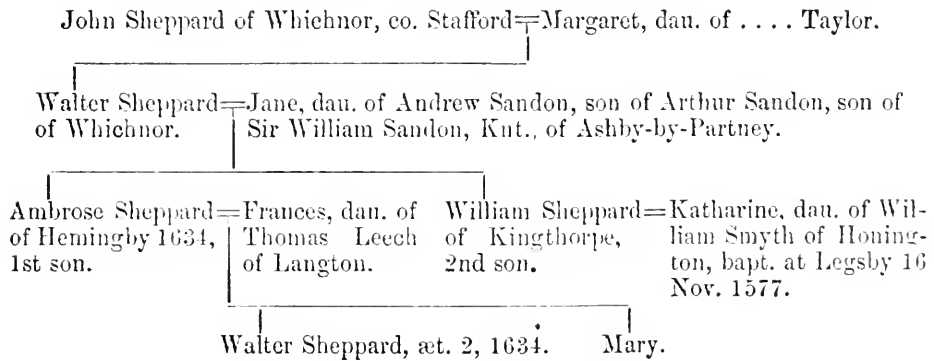 John Sheppard of Whichnor, co. Stafford=Margaret, dau. of .... Taylor.
Walter Sheppard=Jane, dau. of Andrew Sandon, son of Arthur Sandon, son of
of Whichnor. Sir William Sandon, Knt., of Ashby-by-Partney.
Ambrose Sheppard=Frances, dau. of
of Hemingby 1634, Thomas Leech
1st son. of Langton.
William Sheppard=Katharine, dau. of Wil-
of Kingthorpe, liam Smyth of Honing-
2nd son. ton, bapt. at Legsby 16
Nov. 1577.
Walter Sheppard, æt. 2, 1634. Mary.